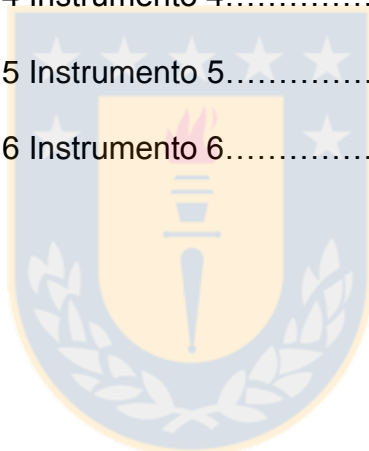 4 Instrumento 4……………
5 Instrumento 5……………
6 Instrumento 6……………